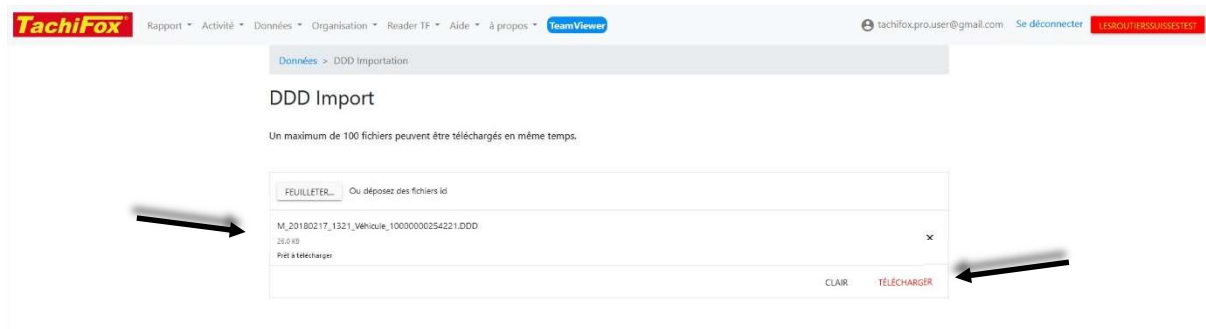 TachiFox Rapport Activité Données Organisation Reader TF Aide à propos TeamViewer tachifox.pro.user@gmail.com Se déconnecter LESROUTIERSSUISSESTEST
Données > DDD Importation
DDD Import
Un maximum de 100 fichiers peuvent être téléchargés en même temps.
FEUILLETER... Ou déposez des fichiers ici
M_20180217_1321_Véhicule_10000000254221.DDD
26.0 KB
Prêt à télécharger
CLAIR TÉLÉCHARGER